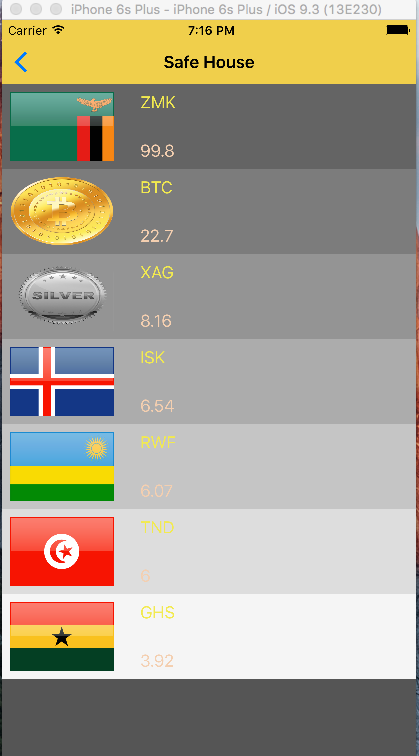 iPhone 6s Plus - iPhone 6s Plus / iOS 9.3 (13E230)
Carrier 7:16 PM
Safe House
ZMK
99.8
BTC
22.7
XAG
SILVER
8.16
ISK
6.54
RWF
6.07
TND
6
GHS
3.92